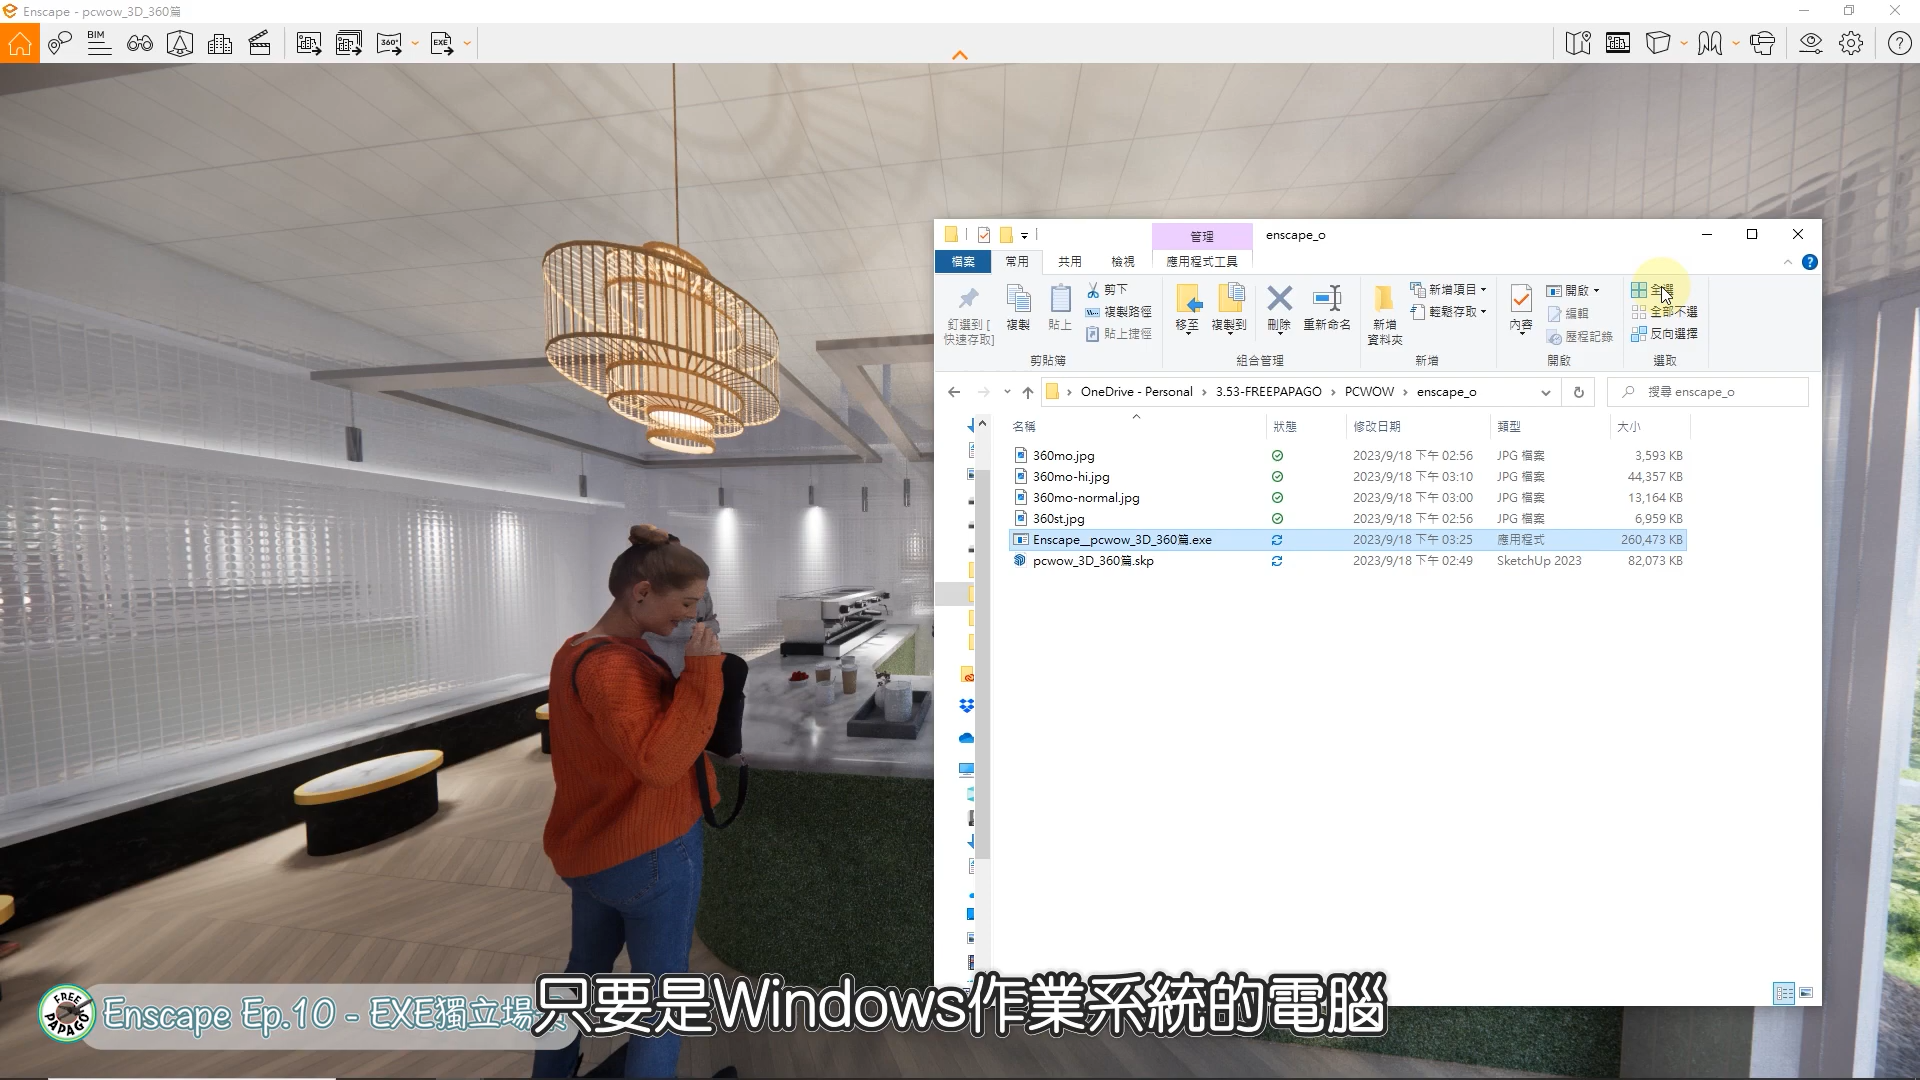 Enscape - pcwow_3D_360篇
BIM
360°
EXE
管理
enscape_o
檔案
常用
共用
檢視
應用程式工具
釘選到 [
快速存取]
複製
貼上
剪下
複製路徑
貼上捷徑
剪貼簿
移至
複製到
刪除
重新命名
組合管理
新增
資料夾
新增項目
輕鬆存取
新增
內容
開啟
編輯
歷程記錄
開啟
全選
全部不選
反向選擇
選取
OneDrive - Personal
3.53-FREEPAPAGO
PCWOW
enscape_o
搜尋 enscape_o
名稱 狀態 修改日期 類型 大小
360mo.jpg 2023/9/18 下午 02:56 JPG 檔案 3,593 KB
360mo-hi.jpg 2023/9/18 下午 03:10 JPG 檔案 44,357 KB
360mo-normal.jpg 2023/9/18 下午 03:00 JPG 檔案 13,164 KB
360st.jpg 2023/9/18 下午 02:56 JPG 檔案 6,959 KB
Enscape__pcwow_3D_360篇.exe 2023/9/18 下午 03:25 應用程式 260,473 KB
pcwow_3D_360篇.skp 2023/9/18 下午 02:49 SketchUp 2023 82,073 KB
FREE
PAPAGO
Enscape Ep.10 - EXE獨立場
只要是Windows作業系統的電腦